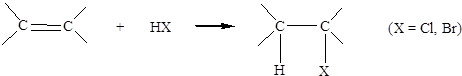 C C + HX C C (X = Cl, Br)
H X